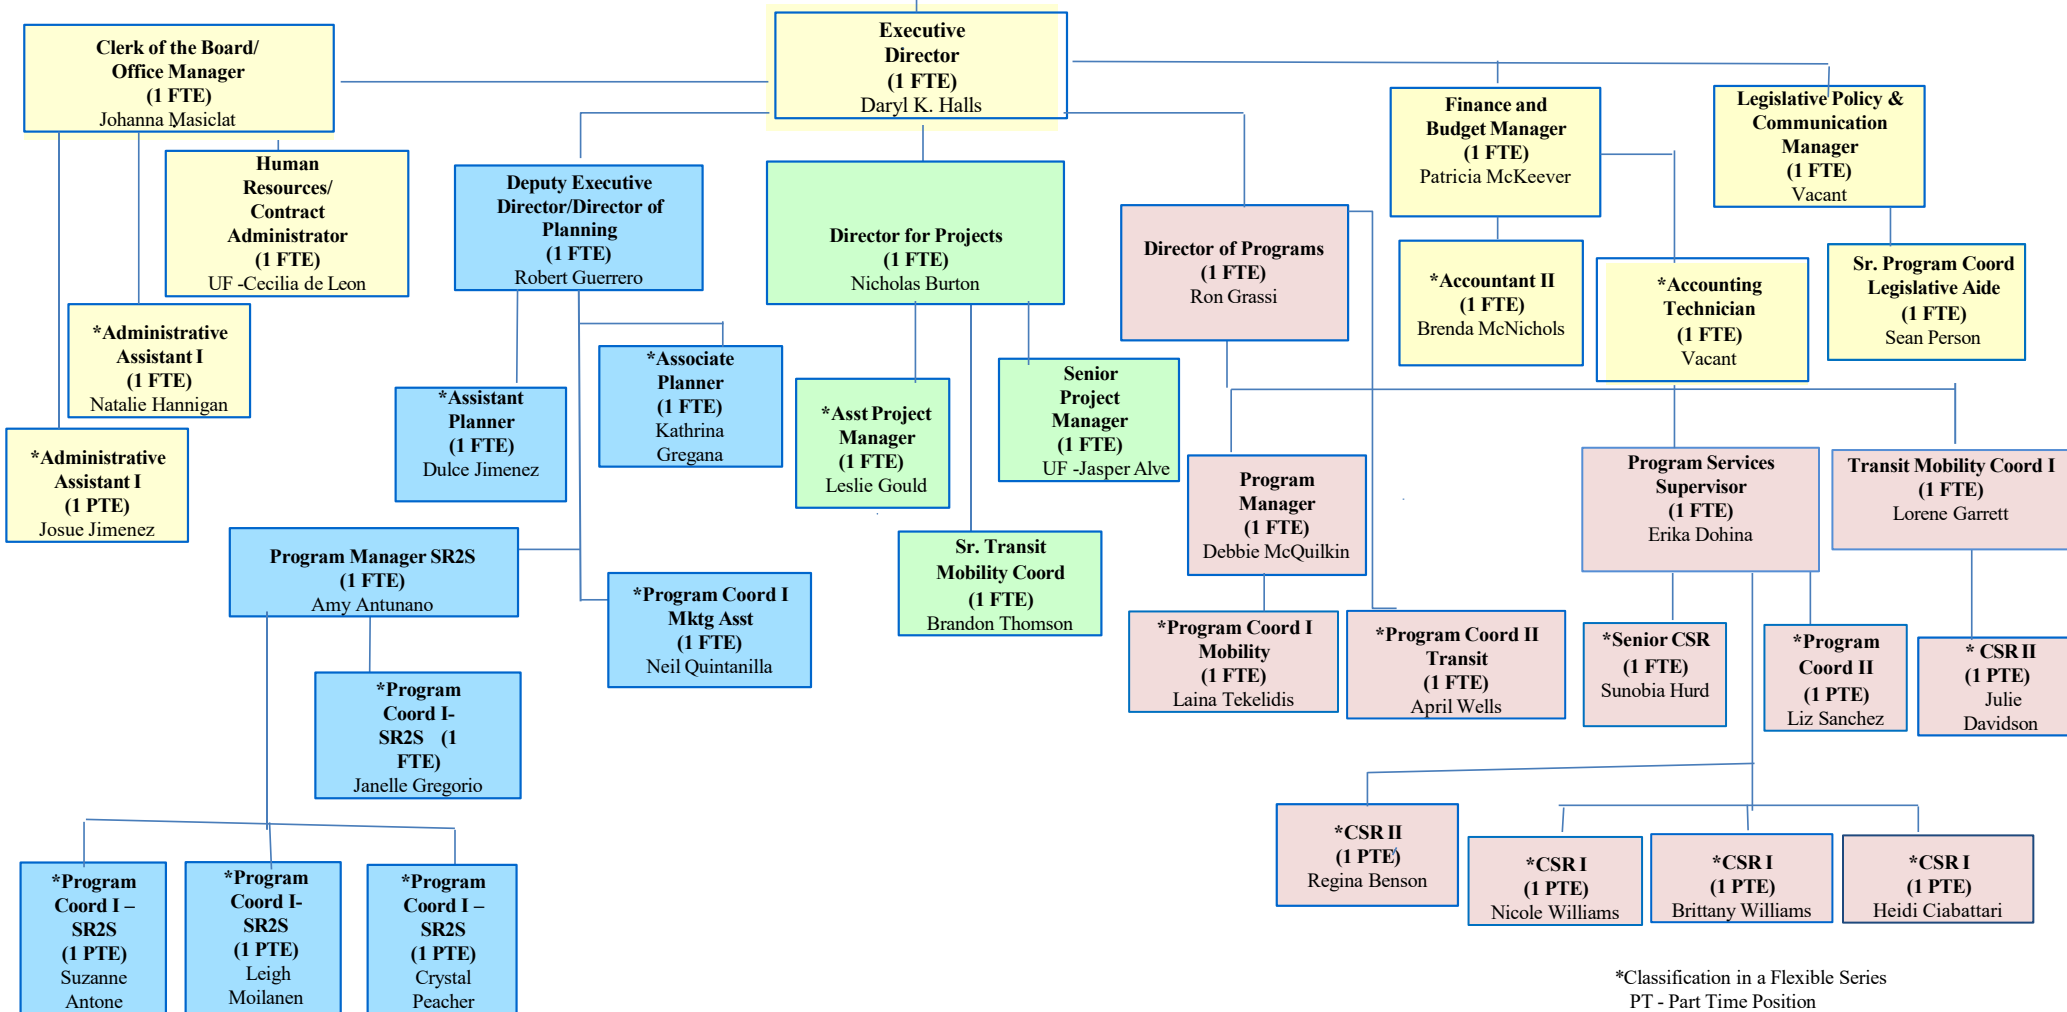 Clerk of the Board/
Office Manager
(1 FTE)
Johanna Masiclat
Executive
Director
(1 FTE)
Daryl K. Halls
Finance and
Budget Manager
(1 FTE)
Patricia McKeever
Legislative Policy &
Communication
Manager
(1 FTE)
Vacant
Human
Resources/
Contract
Administrator
(1 FTE)
UF -Cecilia de Leon
Deputy Executive
Director/Director of
Planning
(1 FTE)
Robert Guerrero
Director for Projects
(1 FTE)
Nicholas Burton
Director of Programs
(1 FTE)
Ron Grassi
*Accountant II
(1 FTE)
Brenda McNichols
*Accounting
Technician
(1 FTE)
Vacant
Sr. Program Coord
Legislative Aide
(1 FTE)
Sean Person
*Administrative
Assistant I
(1 FTE)
Natalie Hannigan
*Administrative
Assistant I
(1 PTE)
Josue Jimenez
*Assistant
Planner
(1 FTE)
Dulce Jimenez
*Associate
Planner
(1 FTE)
Kathrina
Gregana
*Asst Project
Manager
(1 FTE)
Leslie Gould
Senior
Project
Manager
(1 FTE)
UF -Jasper Alve
Program
Manager
(1 FTE)
Debbie McQuilkin
Program Services
Supervisor
(1 FTE)
Erika Dohina
Transit Mobility Coord I
(1 FTE)
Lorene Garrett
Program Manager SR2S
(1 FTE)
Amy Antunano
*Program Coord I
Mktg Asst
(1 FTE)
Neil Quintanilla
Sr. Transit
Mobility Coord
(1 FTE)
Brandon Thomson
*Program Coord I
Mobility
(1 FTE)
Laina Tekelidis
*Program Coord II
Transit
(1 FTE)
April Wells
*Senior CSR
(1 FTE)
Sunobia Hurd
*Program
Coord II
(1 PTE)
Liz Sanchez
* CSR II
(1 PTE)
Julie
Davidson
*Program
Coord I-
SR2S (1
FTE)
Janelle Gregorio
*CSR II
(1 PTE)
Regina Benson
*CSR I
(1 PTE)
Nicole Williams
*CSR I
(1 PTE)
Brittany Williams
*CSR I
(1 PTE)
Heidi Ciabattari
*Program
Coord I –
SR2S
(1 PTE)
Suzanne
Antone
*Program
Coord I-
SR2S
(1 PTE)
Leigh
Moilanen
*Program
Coord I –
SR2S
(1 PTE)
Crystal
Peacher
*Classification in a Flexible Series
PT - Part Time Position